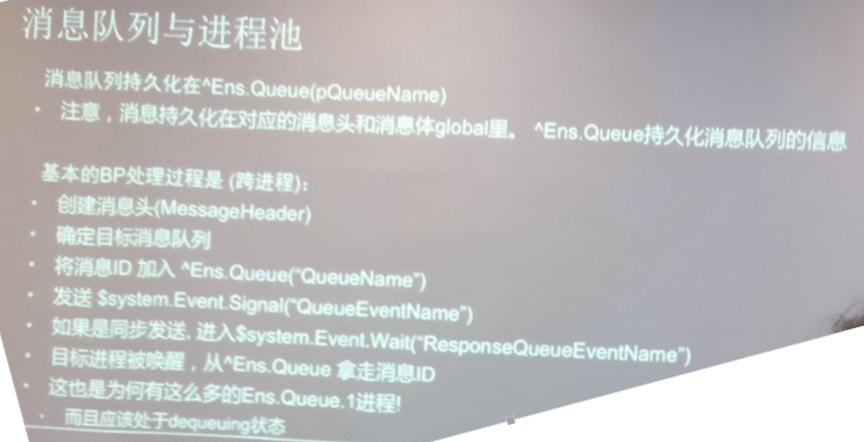 消息队列与进程池
消息队列持久化在^Ens.Queue(pQueueName)
• 注意，消息持久化在对应的消息头和消息体global里。 ^Ens.Queue持久化消息队列的信息
基本的BP处理过程是 (跨进程):
• 创建消息头(MessageHeader)
• 确定目标消息队列
• 将消息ID 加入 ^Ens.Queue("QueueName")
• 发送 $system.Event.Signal("QueueEventName")
• 如果是同步发送, 进入$system.Event.Wait("ResponseQueueEventName")
• 目标进程被唤醒，从^Ens.Queue 拿走消息ID
• 这也是为何有这么多的Ens.Queue.1进程!
• 而且应该处于dequeuing状态